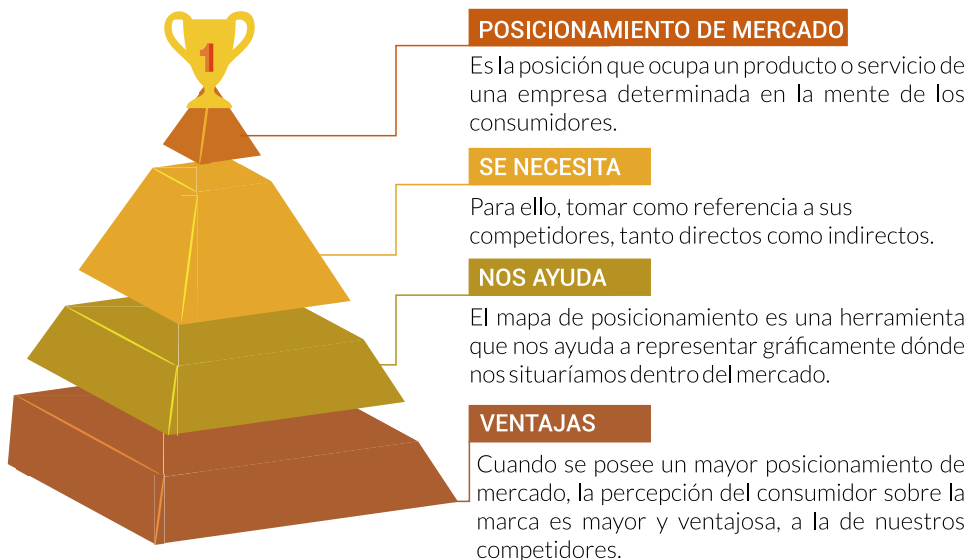 1
POSICIONAMIENTO DE MERCADO
Es la posición que ocupa un producto o servicio de
una empresa determinada en la mente de los
consumidores.
SE NECESITA
Para ello, tomar como referencia a sus
competidores, tanto directos como indirectos.
NOS AYUDA
El mapa de posicionamiento es una herramienta
que nos ayuda a representar gráficamente dónde
nos situaríamos dentro del mercado.
VENTAJAS
Cuando se posee un mayor posicionamiento de
mercado, la percepción del consumidor sobre la
marca es mayor y ventajosa, a la de nuestros
competidores.